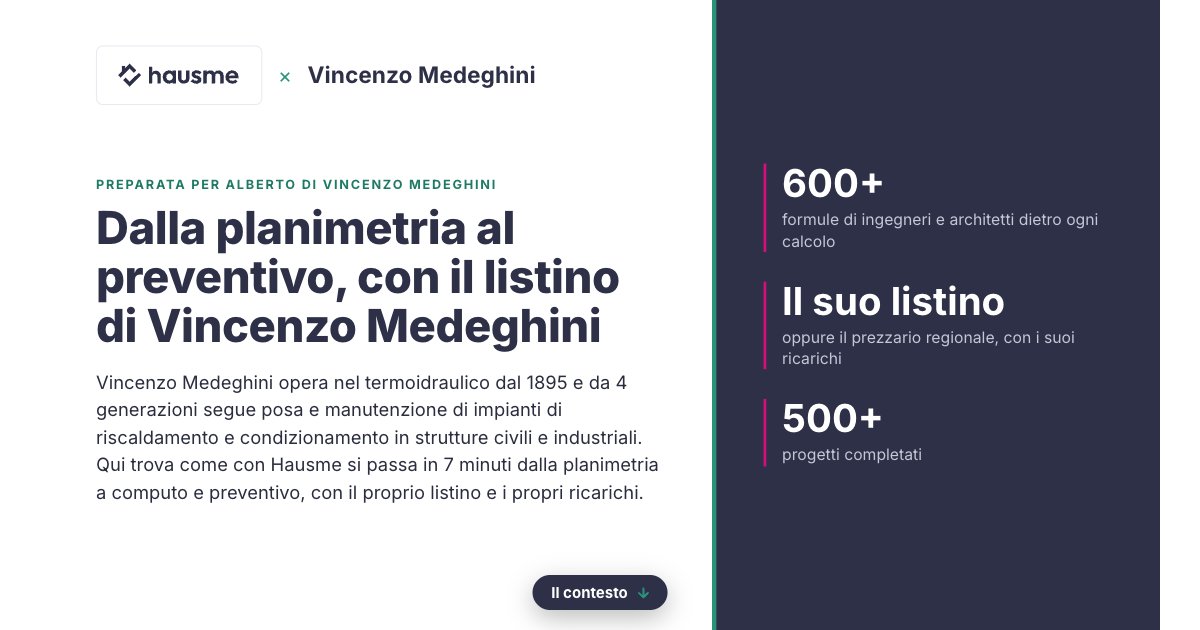 hausme × Vincenzo Medeghini
PREPARATA PER ALBERTO DI VINCENZO MEDEGHINI
Dalla planimetria al
preventivo, con il listino
di Vincenzo Medeghini
Vincenzo Medeghini opera nel termoidraulico dal 1895 e da 4
generazioni segue posa e manutenzione di impianti di
riscaldamento e condizionamento in strutture civili e industriali.
Qui trova come con Hausme si passa in 7 minuti dalla planimetria
a computo e preventivo, con il proprio listino e i propri ricarichi.
Il contesto ↓
600+
formule di ingegneri e architetti dietro ogni
calcolo
Il suo listino
oppure il prezzario regionale, con i suoi
ricarichi
500+
progetti completati